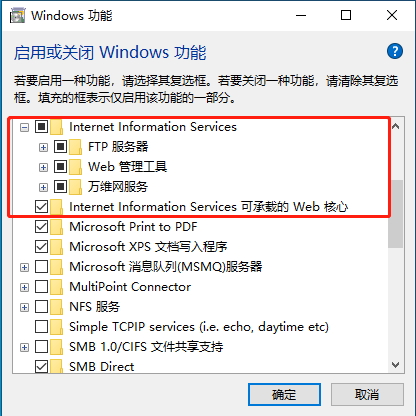 Windows 功能
启用或关闭 Windows 功能
若要启用一种功能，请选择其复选框。若要关闭一种功能，请清除其复选
框。填充的框表示仅启用该功能的一部分。
Internet Information Services
FTP 服务器
Web 管理工具
万维网服务
Internet Information Services 可承载的 Web 核心
Microsoft Print to PDF
Microsoft XPS 文档写入程序
Microsoft 消息队列(MSMQ)服务器
MultiPoint Connector
NFS 服务
Simple TCPIP services (i.e. echo, daytime etc)
SMB 1.0/CIFS 文件共享支持
SMB Direct
确定
取消